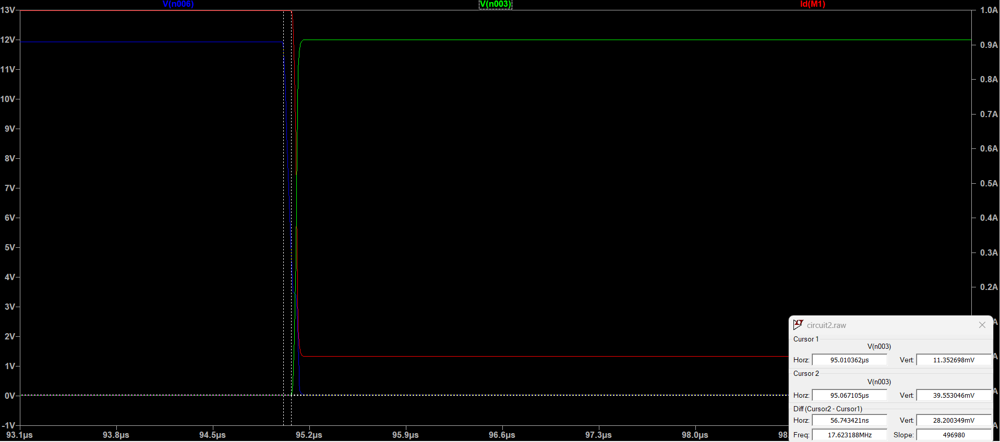 V(n006) V(n003) Id(M1)
13V 1.0A
12V
0.9A
11V
0.8A
10V
0.7A
9V
0.6A
8V
0.5A
7V
0.4A
6V
0.3A
5V
0.2A
4V
3V
A
2V
A
1V
A
0V
A
-1V
93.1µs 93.8µs 94.5µs 95.2µs 95.9µs 96.6µs 97.3µs 98.0µs 98
circuit2.raw
Cursor 1
V(n003)
Horz: 95.010362µs Vert: 11.352698mV
Cursor 2
V(n003)
Horz: 95.067105µs Vert: 39.553046mV
Diff (Cursor2 - Cursor1)
Horz: 56.743421ns Vert: 28.200349mV
Freq: 17.623188MHz Slope: 496980